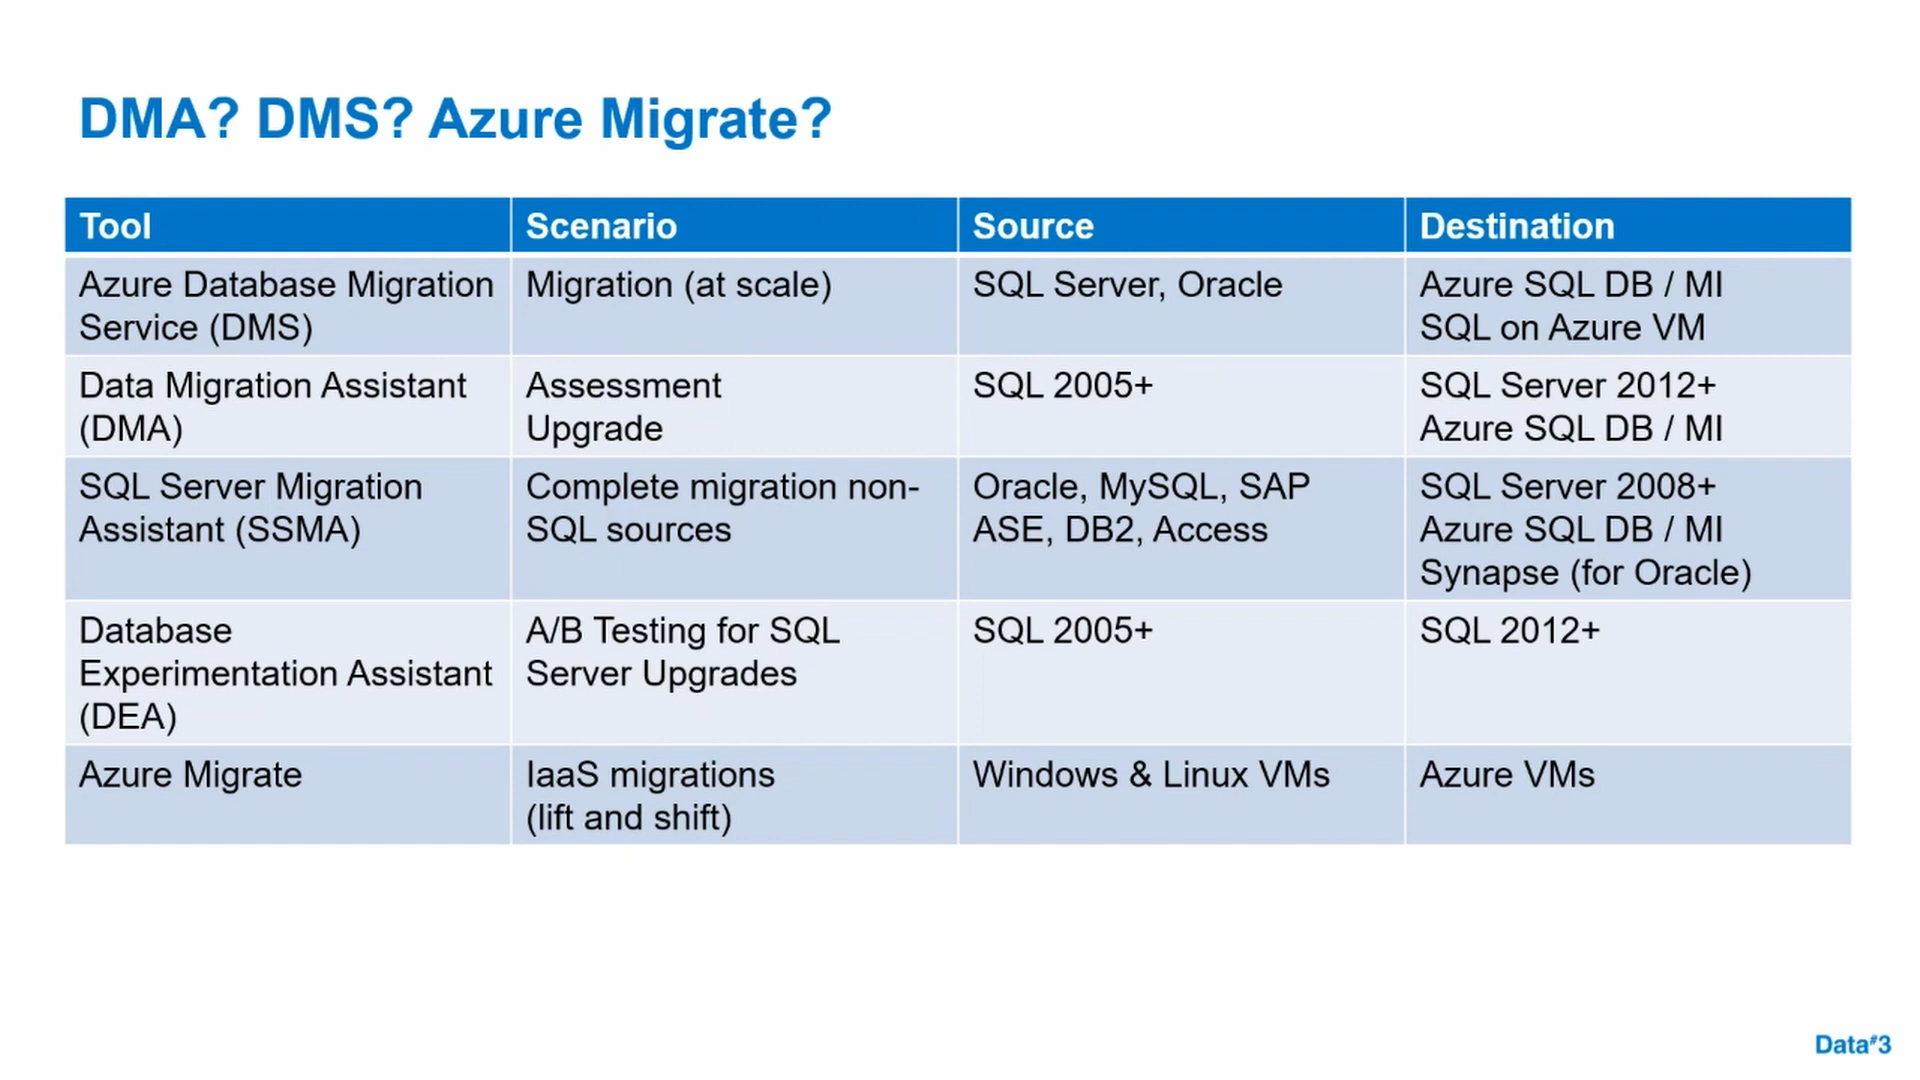 DMA? DMS? Azure Migrate?
Tool Scenario Source Destination
Azure Database Migration Service (DMS) Migration (at scale) SQL Server, Oracle Azure SQL DB / MI SQL on Azure VM
Data Migration Assistant (DMA) Assessment Upgrade SQL 2005+ SQL Server 2012+ Azure SQL DB / MI
SQL Server Migration Assistant (SSMA) Complete migration non-SQL sources Oracle, MySQL, SAP ASE, DB2, Access SQL Server 2008+ Azure SQL DB / MI Synapse (for Oracle)
Database Experimentation Assistant (DEA) A/B Testing for SQL Server Upgrades SQL 2005+ SQL 2012+
Azure Migrate IaaS migrations (lift and shift) Windows & Linux VMs Azure VMs
Data#3